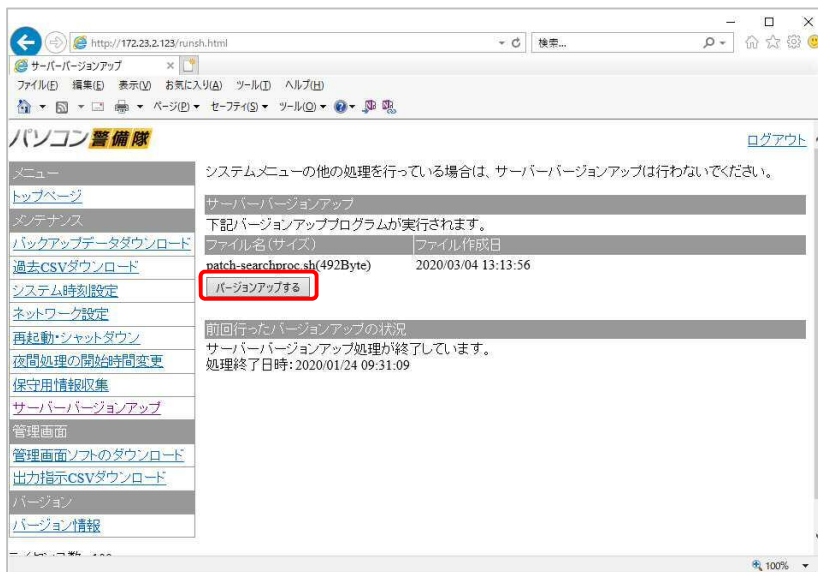 http://172.23.2.123/runsh.html
検索...
サーバーバージョンアップ
ファイル(F) 編集(E) 表示(V) お気に入り(A) ツール(T) ヘルプ(H)
ページ(P) セーフティ(S) ツール(O)
パソコン警備隊
ログアウト
メニュー
トップページ
メンテナンス
バックアップデータダウンロード
過去CSVダウンロード
システム時刻設定
ネットワーク設定
再起動・シャットダウン
夜間処理の開始時間変更
保守用情報収集
サーバーバージョンアップ
管理画面
管理画面ソフトのダウンロード
出力指示CSVダウンロード
バージョン
バージョン情報
システムメニューの他の処理を行っている場合は、サーバーバージョンアップは行わないでください。
サーバーバージョンアップ
下記バージョンアッププログラムが実行されます。
ファイル名(サイズ) ファイル作成日
patch-searchproc.sh(492Byte) 2020/03/04 13:13:56
バージョンアップする
前回行ったバージョンアップの状況
サーバーバージョンアップ処理が終了しています。
処理終了日時：2020/01/24 09:31:09
100%